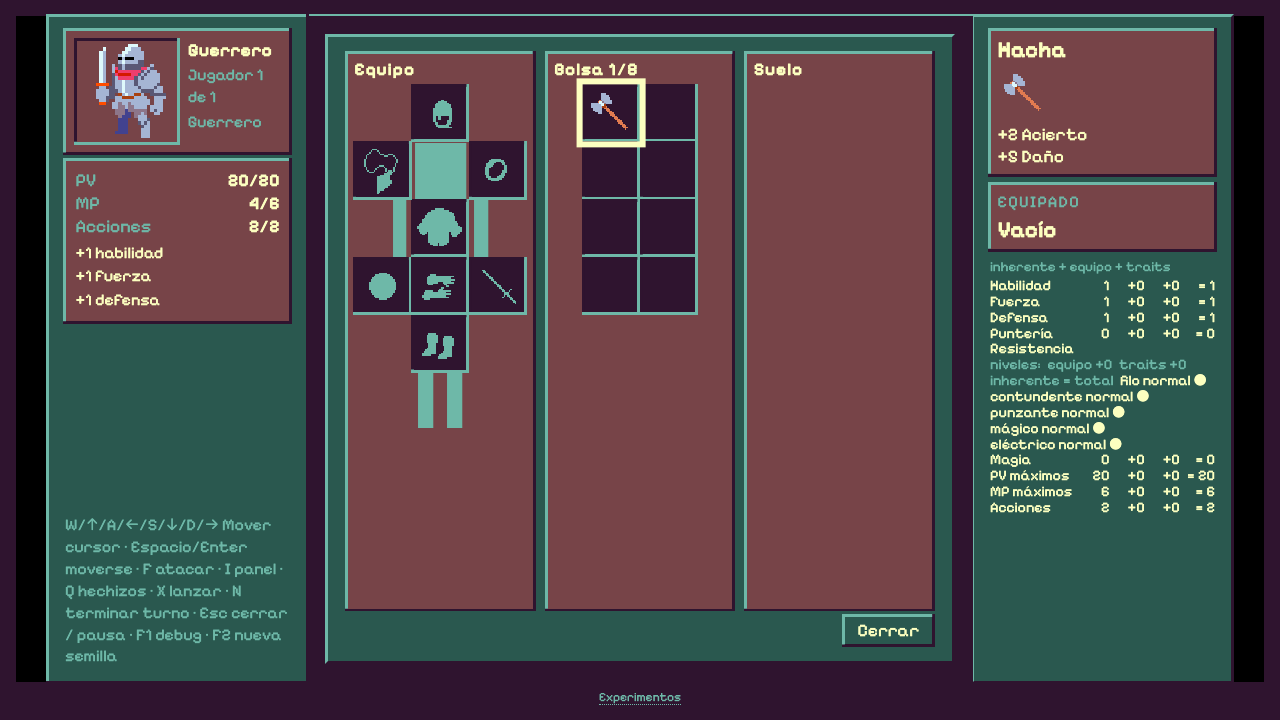 Guerrero
Jugador 1
de 1
Guerrero
PV 20/20
MP 4/6
Acciones 2/2
+1 habilidad
+1 fuerza
+1 defensa
W/↑/A/←/S/↓/D/→ Mover
cursor · Espacio/Enter
moverse · F atacar · I panel ·
Q hechizos · X lanzar · N
terminar turno · Esc cerrar
/ pausa · F1 debug · F2 nueva
semilla
Equipo
Bolsa 1/8
Suelo
Cerrar
Hacha
+2 Acierto
+2 Daño
EQUIPADO
Vacío
inherente + equipo + traits
Habilidad 1 +0 +0 = 1
Fuerza 1 +0 +0 = 1
Defensa 1 +0 +0 = 1
Puntería 0 +0 +0 = 0
Resistencia
niveles: equipo +0 traits +0
inherente = total filo normal
contundente normal
punzante normal
mágico normal
eléctrico normal
Magia 0 +0 +0 = 0
PV máximos 20 +0 +0 = 20
MP máximos 6 +0 +0 = 6
Acciones 2 +0 +0 = 2
Experimentos